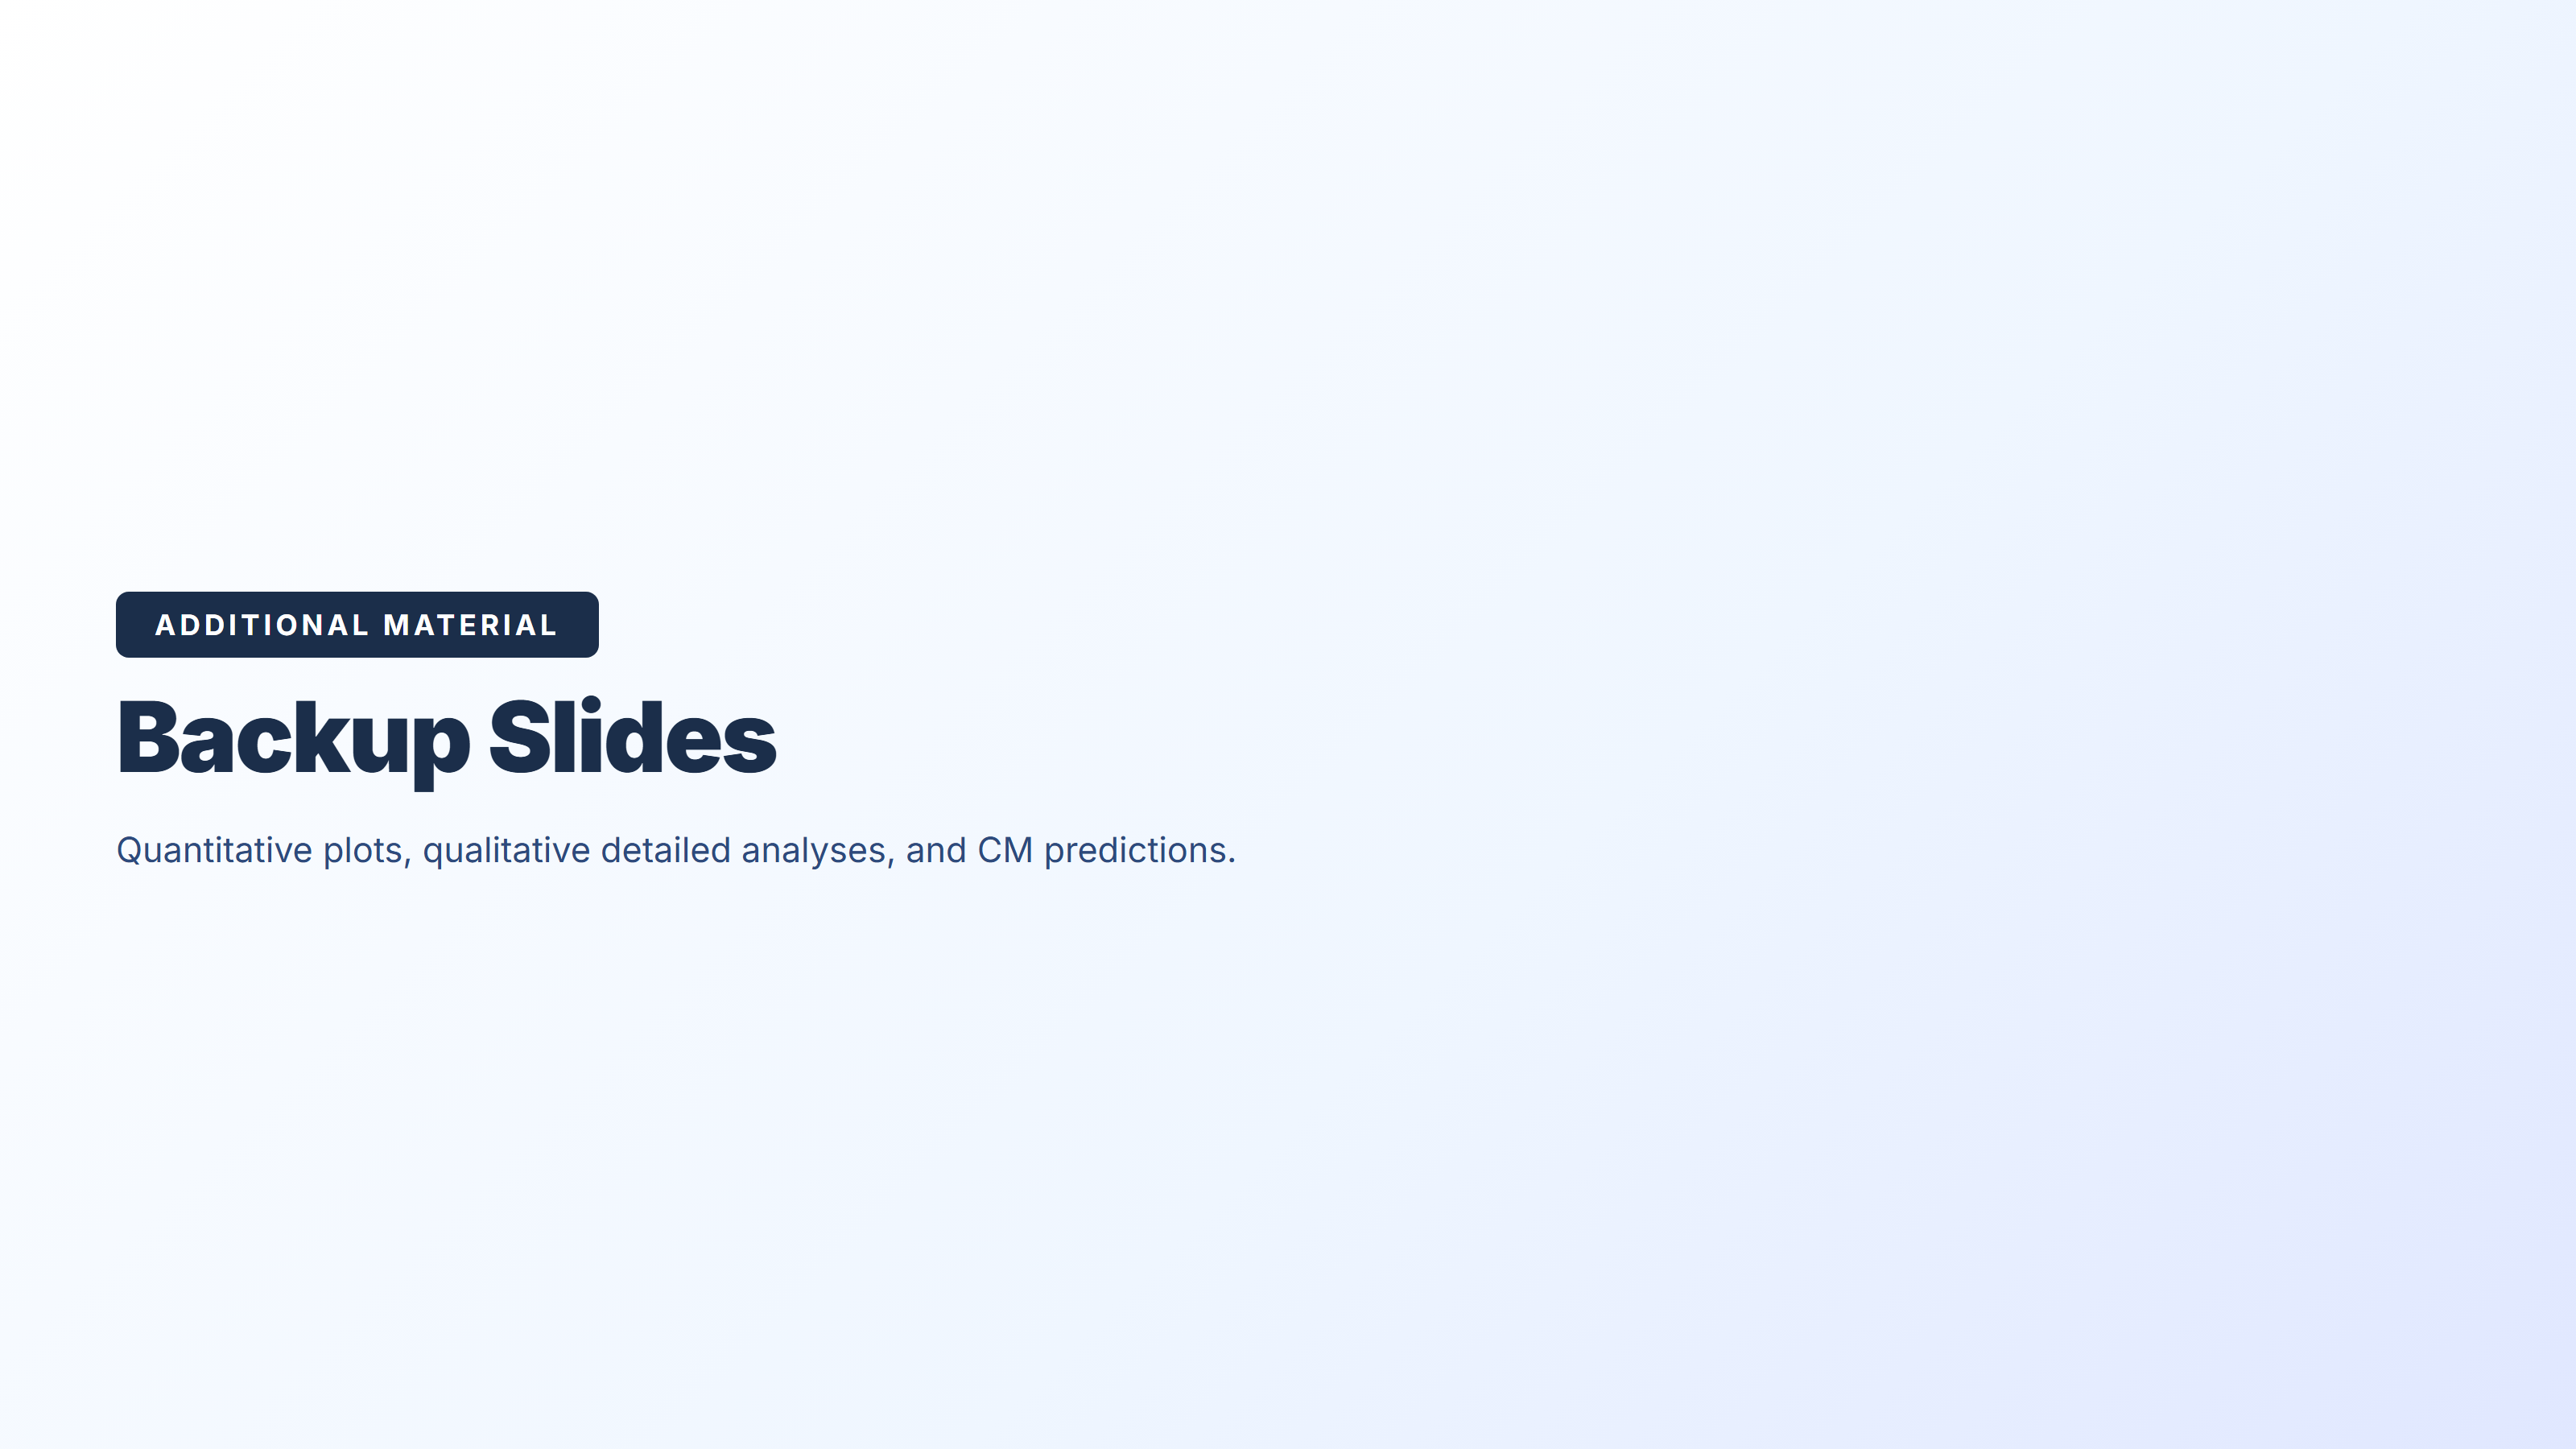 ADDITIONAL MATERIAL
Backup Slides
Quantitative plots, qualitative detailed analyses, and CM predictions.